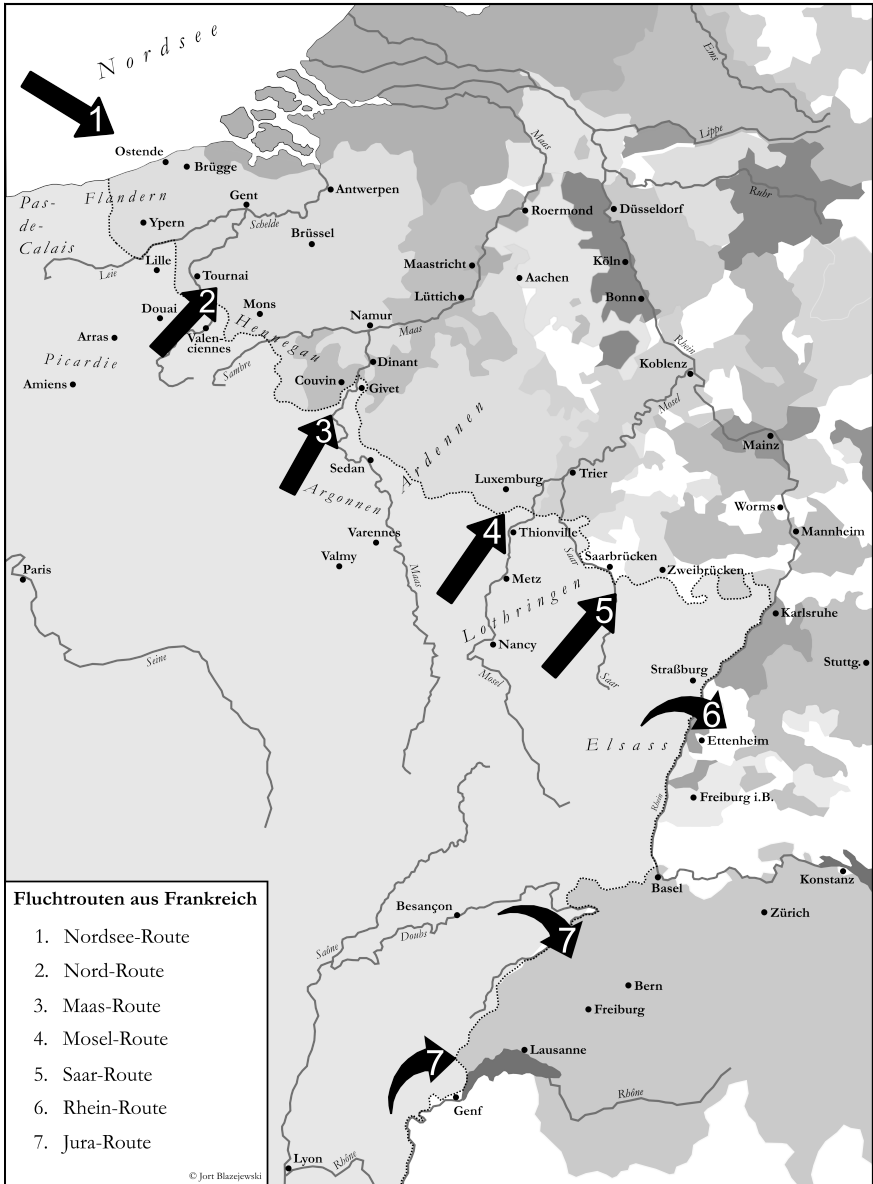 Nordsee
1
Ems
Lippe
Maas
Ostende
Brügge
Ruhr
Pas-
de-
Calais
Flandern
Gent
Antwerpen
Roermond
Düsseldorf
Ypern
Schelde
Brüssel
Leie
Lille
Tournai
Maastricht
Aachen
Köln
Lüttich
Bonn
2
Douai
Mons
Namur
Maas
Arras
Valen-
ciennes
Hennegau
Rhein
Picardie
Sambre
Dinant
Koblenz
Amiens
Couvin
Givet
Mosel
3
Ardennen
Mainz
Sedan
Trier
Argonnen
Luxemburg
Worms
4
Thionville
Mannheim
Varennes
Valmy
Saar
Saarbrücken
Zweibrücken
Paris
Maas
Metz
Lothringen
5
Karlsruhe
Nancy
Seine
Straßburg
Stuttg.
Mosel
Saar
6
Elsass
Ettenheim
Rhein
Freiburg i.B.
Basel
Konstanz
Besançon
Zürich
Doubs
7
Saône
Bern
Freiburg
7
Lausanne
Genf
Rhône
Lyon
Rhône
Fluchtrouten aus Frankreich
1. Nordsee-Route
2. Nord-Route
3. Maas-Route
4. Mosel-Route
5. Saar-Route
6. Rhein-Route
7. Jura-Route
© Jort Blazejewski